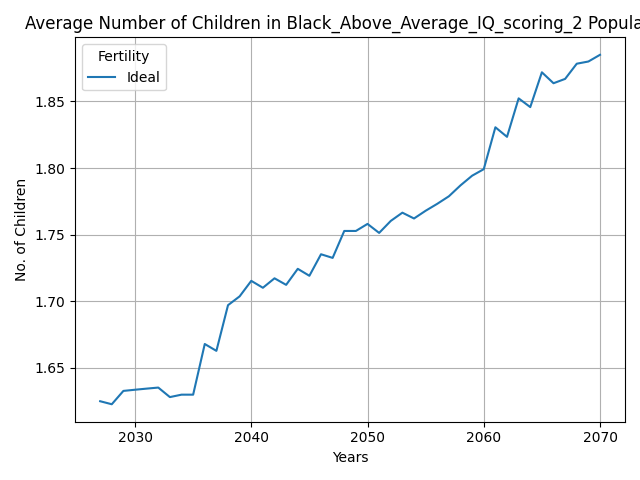 Average Number of Children in Black_Above_Average_IQ_scoring_2 Popula
Fertility
Ideal
No. of Children
1.85
1.80
1.75
1.70
1.65
2030 2040 2050 2060 2070
Years